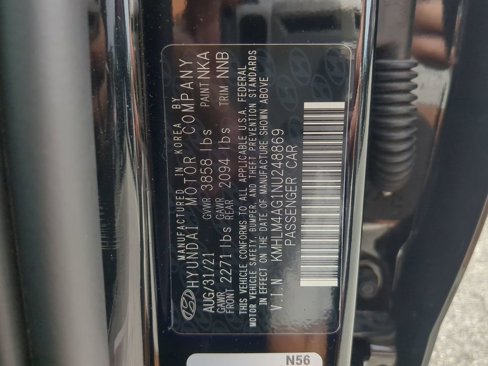 MANUFACTURED IN KOREA BY
HYUNDAI MOTOR COMPANY
AUG/31/21 GVWR 3858 lbs PAINT NKA
GAWR FRONT 2271 lbs GAWR REAR 2094 lbs TRIM NNB
THIS VEHICLE CONFORMS TO ALL APPLICABLE U.S.A. FEDERAL
MOTOR VEHICLE SAFETY, BUMPER, AND THEFT PREVENTION STANDARDS
IN EFFECT ON THE DATE OF MANUFACTURE SHOWN ABOVE
V.I.N KMHLM4AG1NU248869
PASSENGER CAR
N56